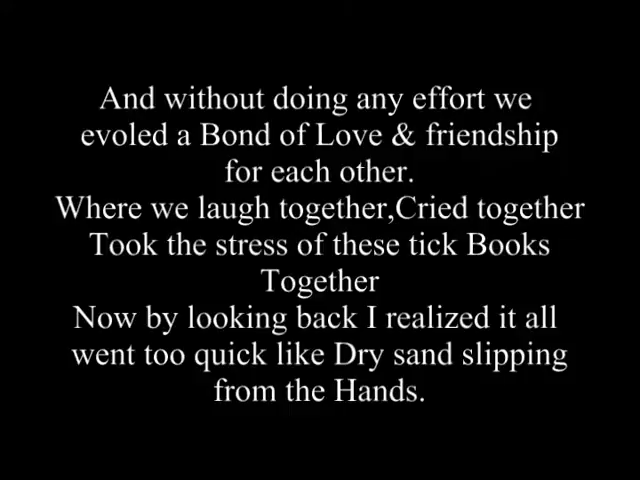 And without doing any effort we
evoled a Bond of Love & friendship
for each other.
Where we laugh together,Cried together
Took the stress of these tick Books
Together
Now by looking back I realized it all
went too quick like Dry sand slipping
from the Hands.